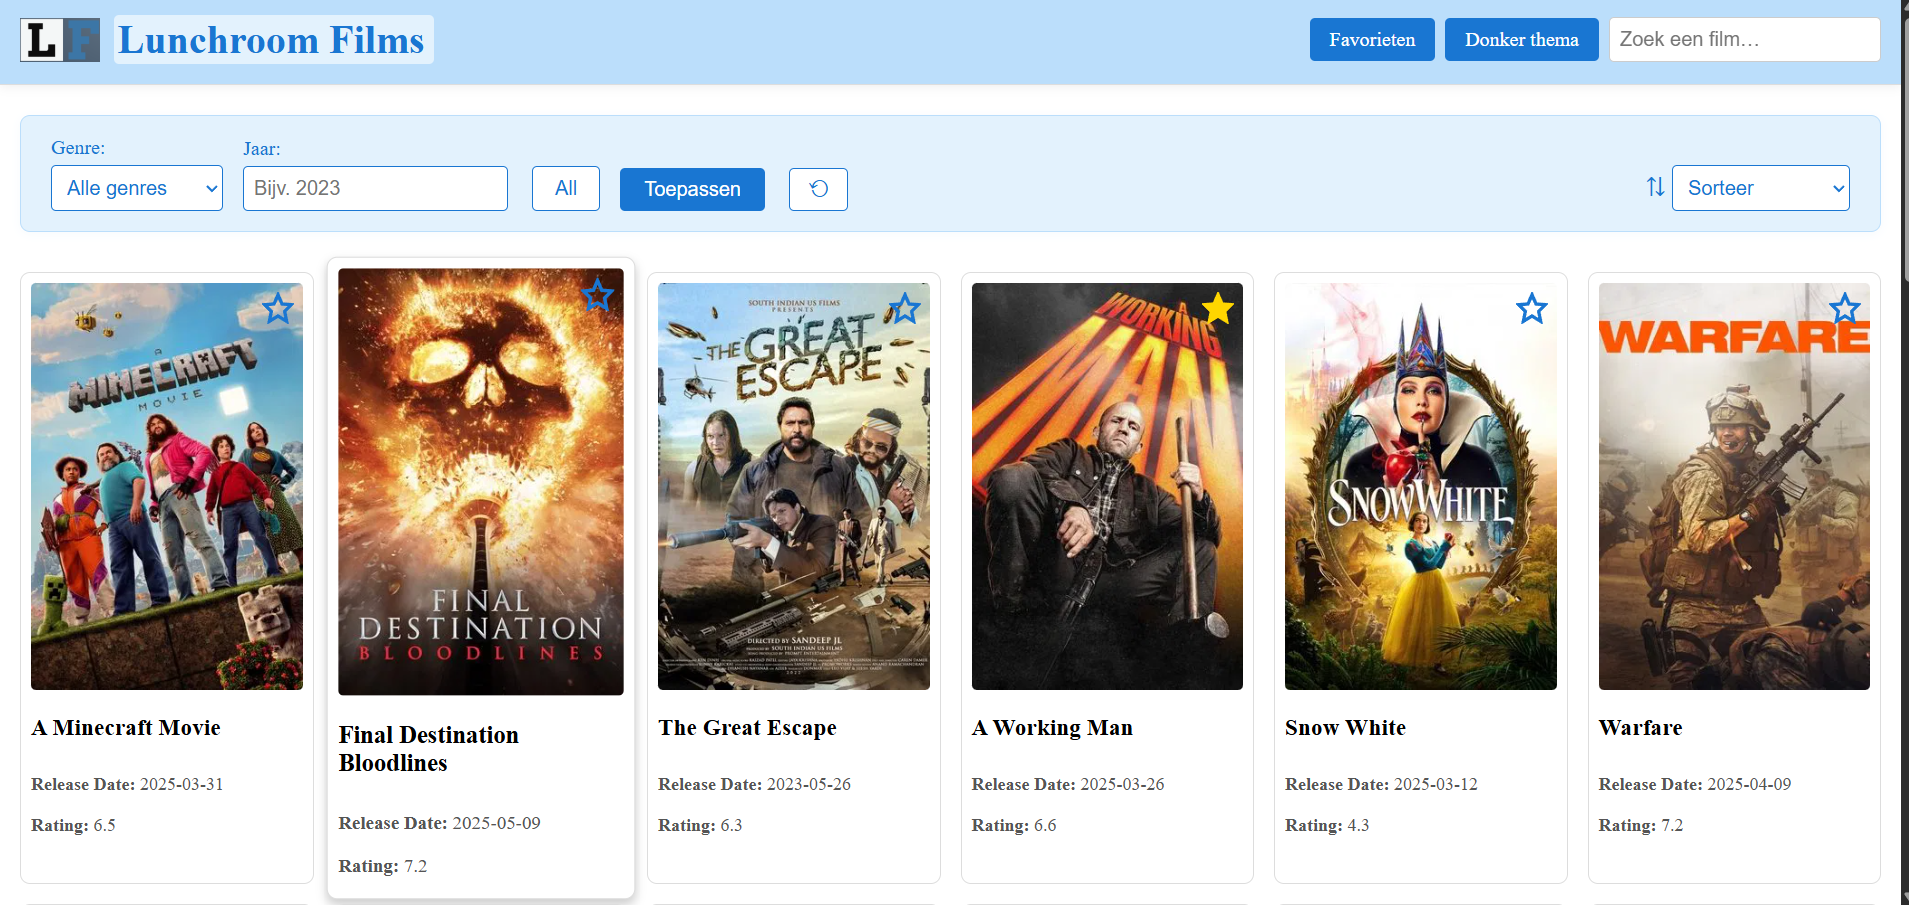 LF
Lunchroom Films
Favorieten
Donker thema
Zoek een film...
Genre:
Jaar:
Alle genres
Bijv. 2023
All
Toepassen
Sorteer
A
MINECRAFT
MOVIE
FINAL
DESTINATION
BLOODLINES
SOUTH INDIAN US FILMS
PRESENTS
THE GREAT
ESCAPE
DIRECTED BY SANDEEP JL
SOUTH INDIAN US FILMS
2023
A
WORKING
MAN
SNOW WHITE
WARFARE
A Minecraft Movie
Release Date: 2025-03-31
Rating: 6.5
Final Destination
Bloodlines
Release Date: 2025-05-09
Rating: 7.2
The Great Escape
Release Date: 2023-05-26
Rating: 6.3
A Working Man
Release Date: 2025-03-26
Rating: 6.6
Snow White
Release Date: 2025-03-12
Rating: 4.3
Warfare
Release Date: 2025-04-09
Rating: 7.2